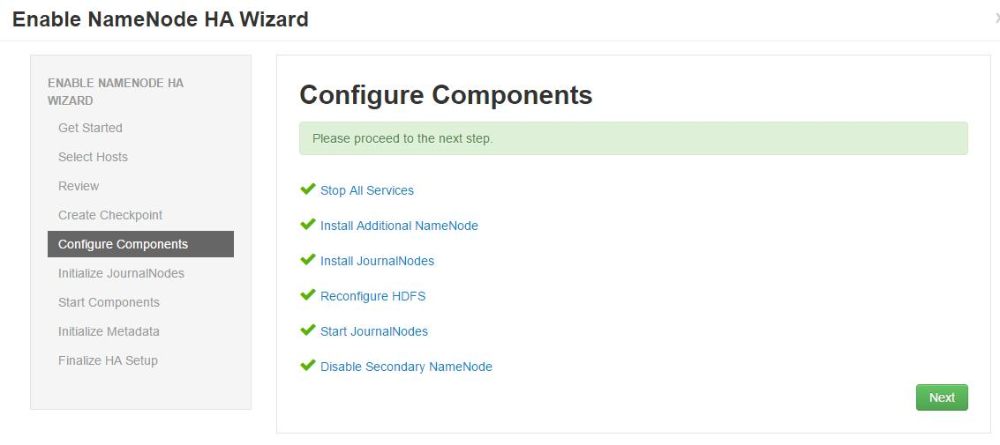 Enable NameNode HA Wizard
x
ENABLE NAMENODE HA
WIZARD
Get Started
Select Hosts
Review
Create Checkpoint
Configure Components
Initialize JournalNodes
Start Components
Initialize Metadata
Finalize HA Setup
Configure Components
Please proceed to the next step.
Stop All Services
Install Additional NameNode
Install JournalNodes
Reconfigure HDFS
Start JournalNodes
Disable Secondary NameNode
Next